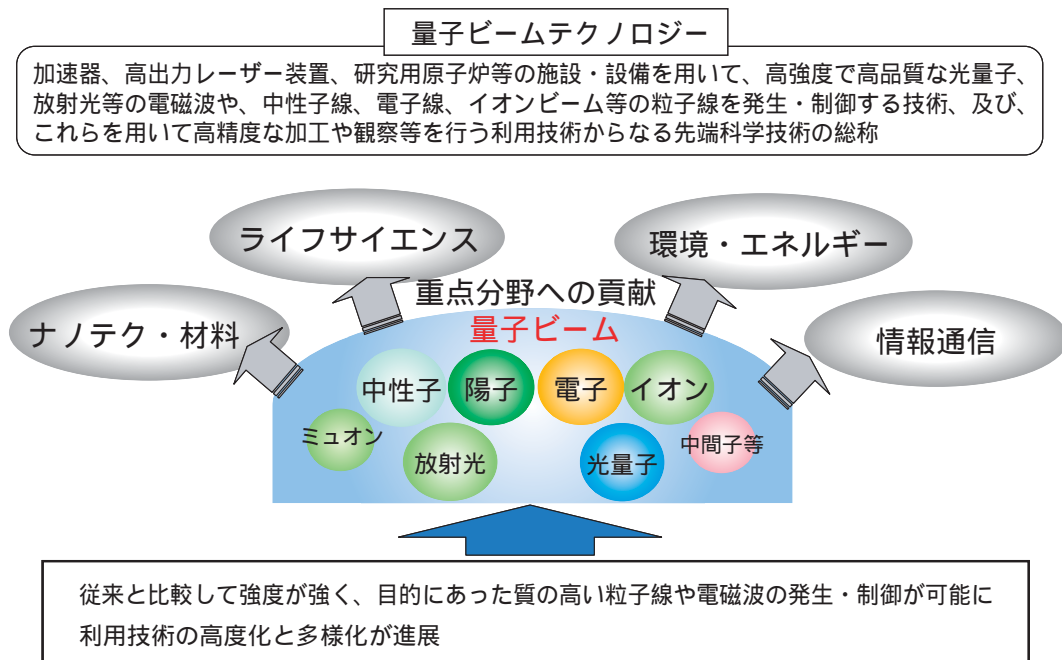 量子ビームテクノロジー
加速器、高出力レーザー装置、研究用原子炉等の施設・設備を用いて、高強度で高品質な光量子、
放射光等の電磁波や、中性子線、電子線、イオンビーム等の粒子線を発生・制御する技術、及び、
これらを用いて高精度な加工や観察等を行う利用技術からなる先端科学技術の総称
ライフサイエンス
環境・エネルギー
重点分野への貢献
ナノテク・材料
量子ビーム
情報通信
中性子
陽子
電子
イオン
ミュオン
放射光
光量子
中間子等
従来と比較して強度が強く、目的にあった質の高い粒子線や電磁波の発生・制御が可能に
利用技術の高度化と多様化が進展